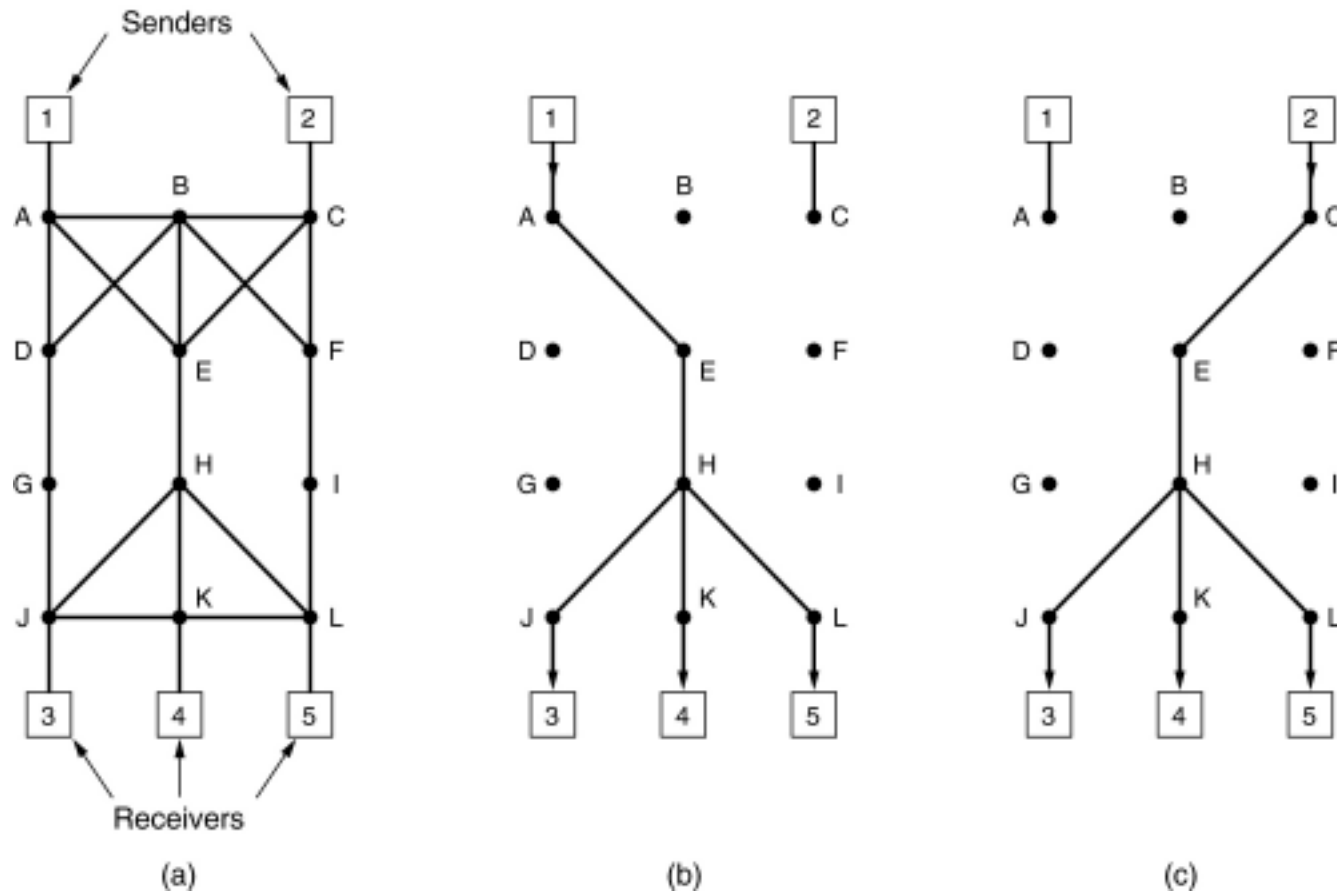 Senders
1 2 1 2 1 2
B B B
A C A C A C
D F D F D F
E E E
H H H
G I G I G I
K K K
J L J L J L
3 4 5 3 4 5 3 4 5
Receivers
(a) (b) (c)